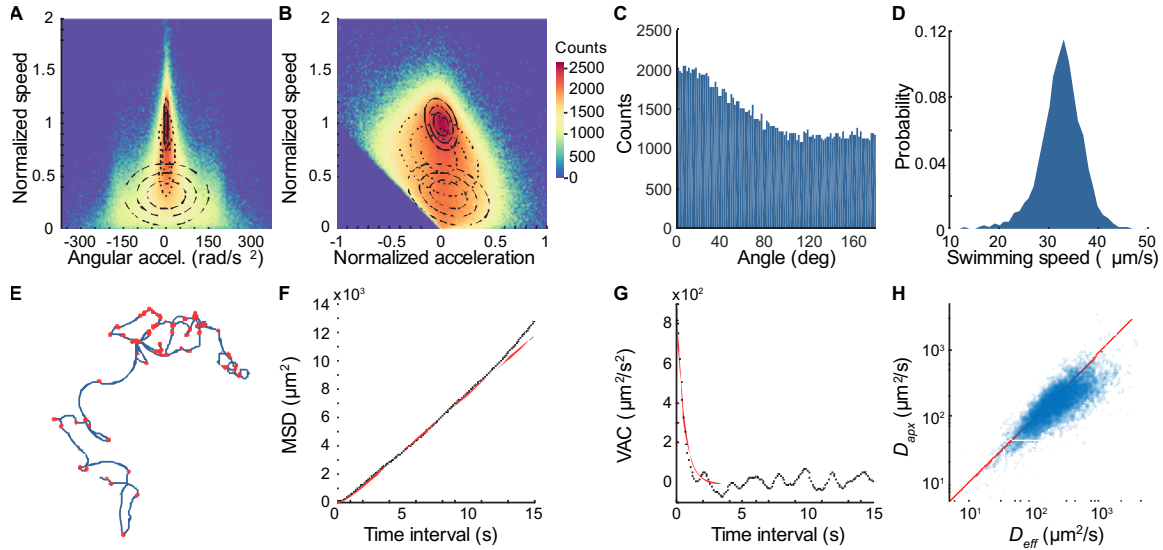 A
Normalized speed
2
1.5
1
0.5
0
-300 -150 0 150 300
Angular accel. (rad/s ²)
B
Normalized speed
2
1.5
1
0.5
0
-1 -0.5 0 0.5 1
Normalized acceleration
Counts
2500
2000
1500
1000
500
0
C
Counts
2500
2000
1500
1000
500
0
0 40 80 160
Angle (deg)
D
Probability
0.12
0.08
0.04
0
10 20 30 40 50
Swimming speed ( μm/s)
E
F
×10³
MSD (μm²)
14
12
10
8
6
4
2
0
0 5 10 15
Time interval (s)
G
×10²
VAC ( μm²/s²)
8
6
4
2
0
0 5 10 15
Time interval (s)
H
Dapx (μm²/s)
10³
10²
10¹
10¹ 10² 10³
Deff (μm²/s)